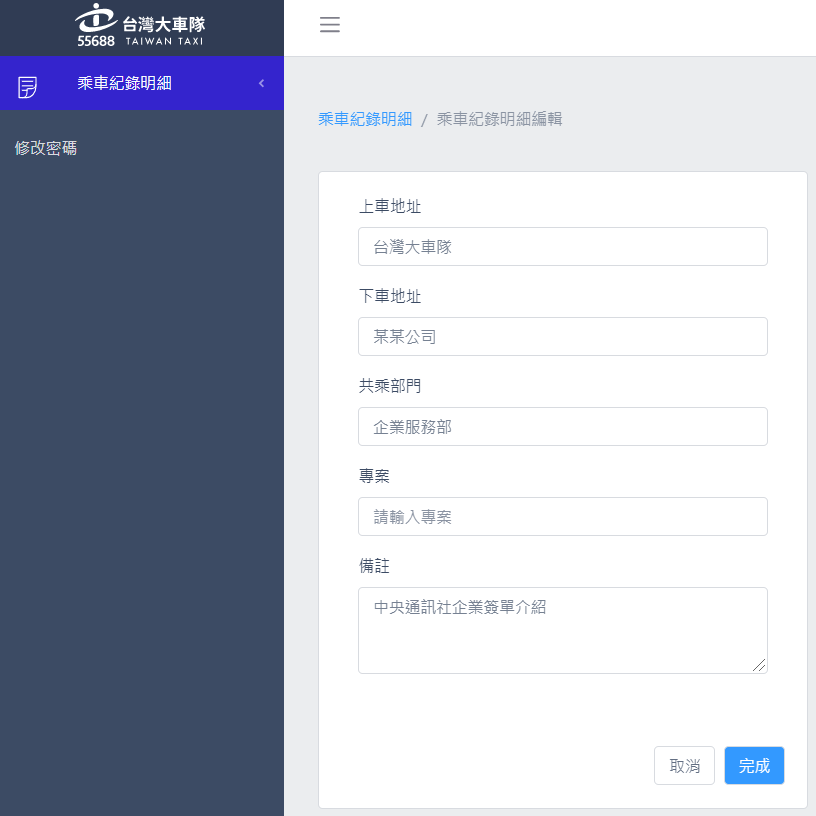 台灣大車隊
55688 TAIWAN TAXI
乘車紀錄明細
修改密碼
乘車紀錄明細 / 乘車紀錄明細編輯
上車地址
台灣大車隊
下車地址
某某公司
共乘部門
企業服務部
專案
請輸入專案
備註
中央通訊社企業簽單介紹
取消
完成